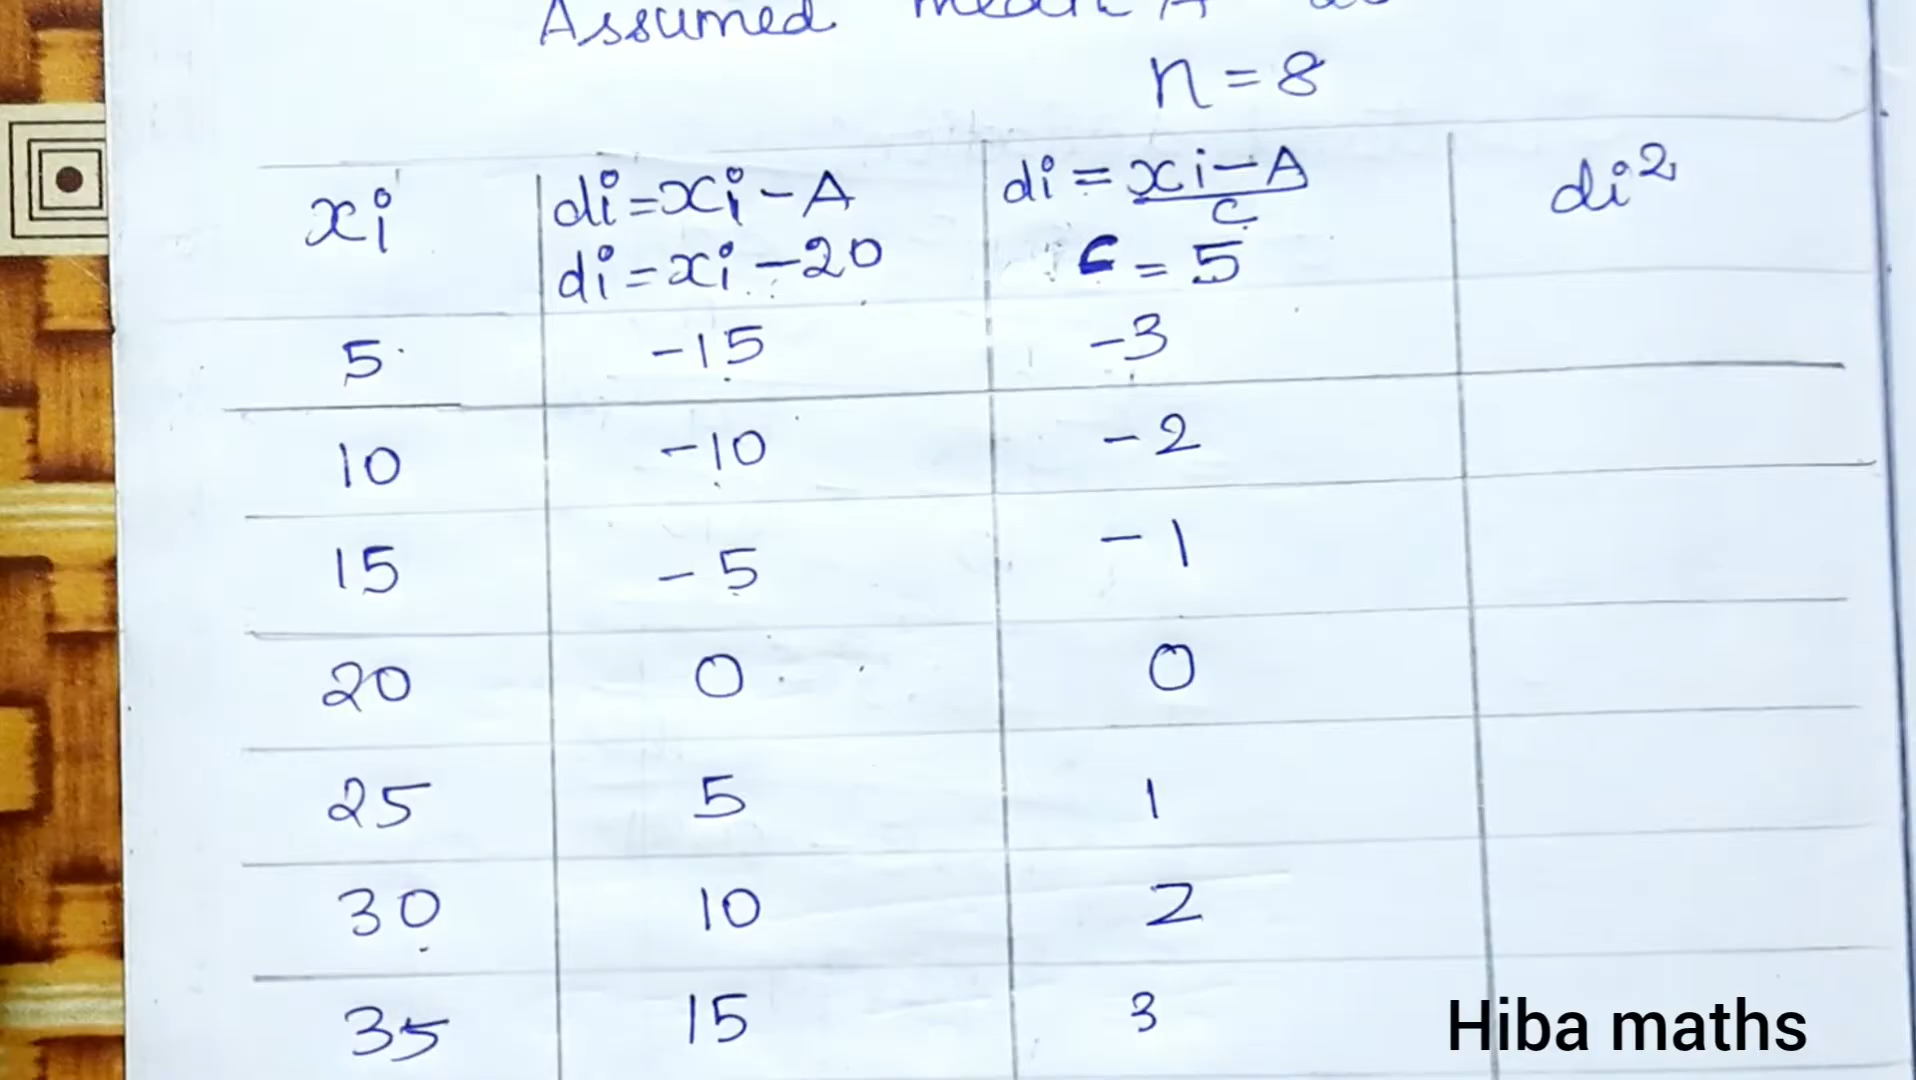 Assumed mean A
n = 8
xi | di = xi - A | di = xi - A / C | di²
di = xi - 20 | C = 5
5 | -15 | -3
10 | -10 | -2
15 | -5 | -1
20 | 0 | 0
25 | 5 | 1
30 | 10 | 2
35 | 15 | 3
Hiba maths